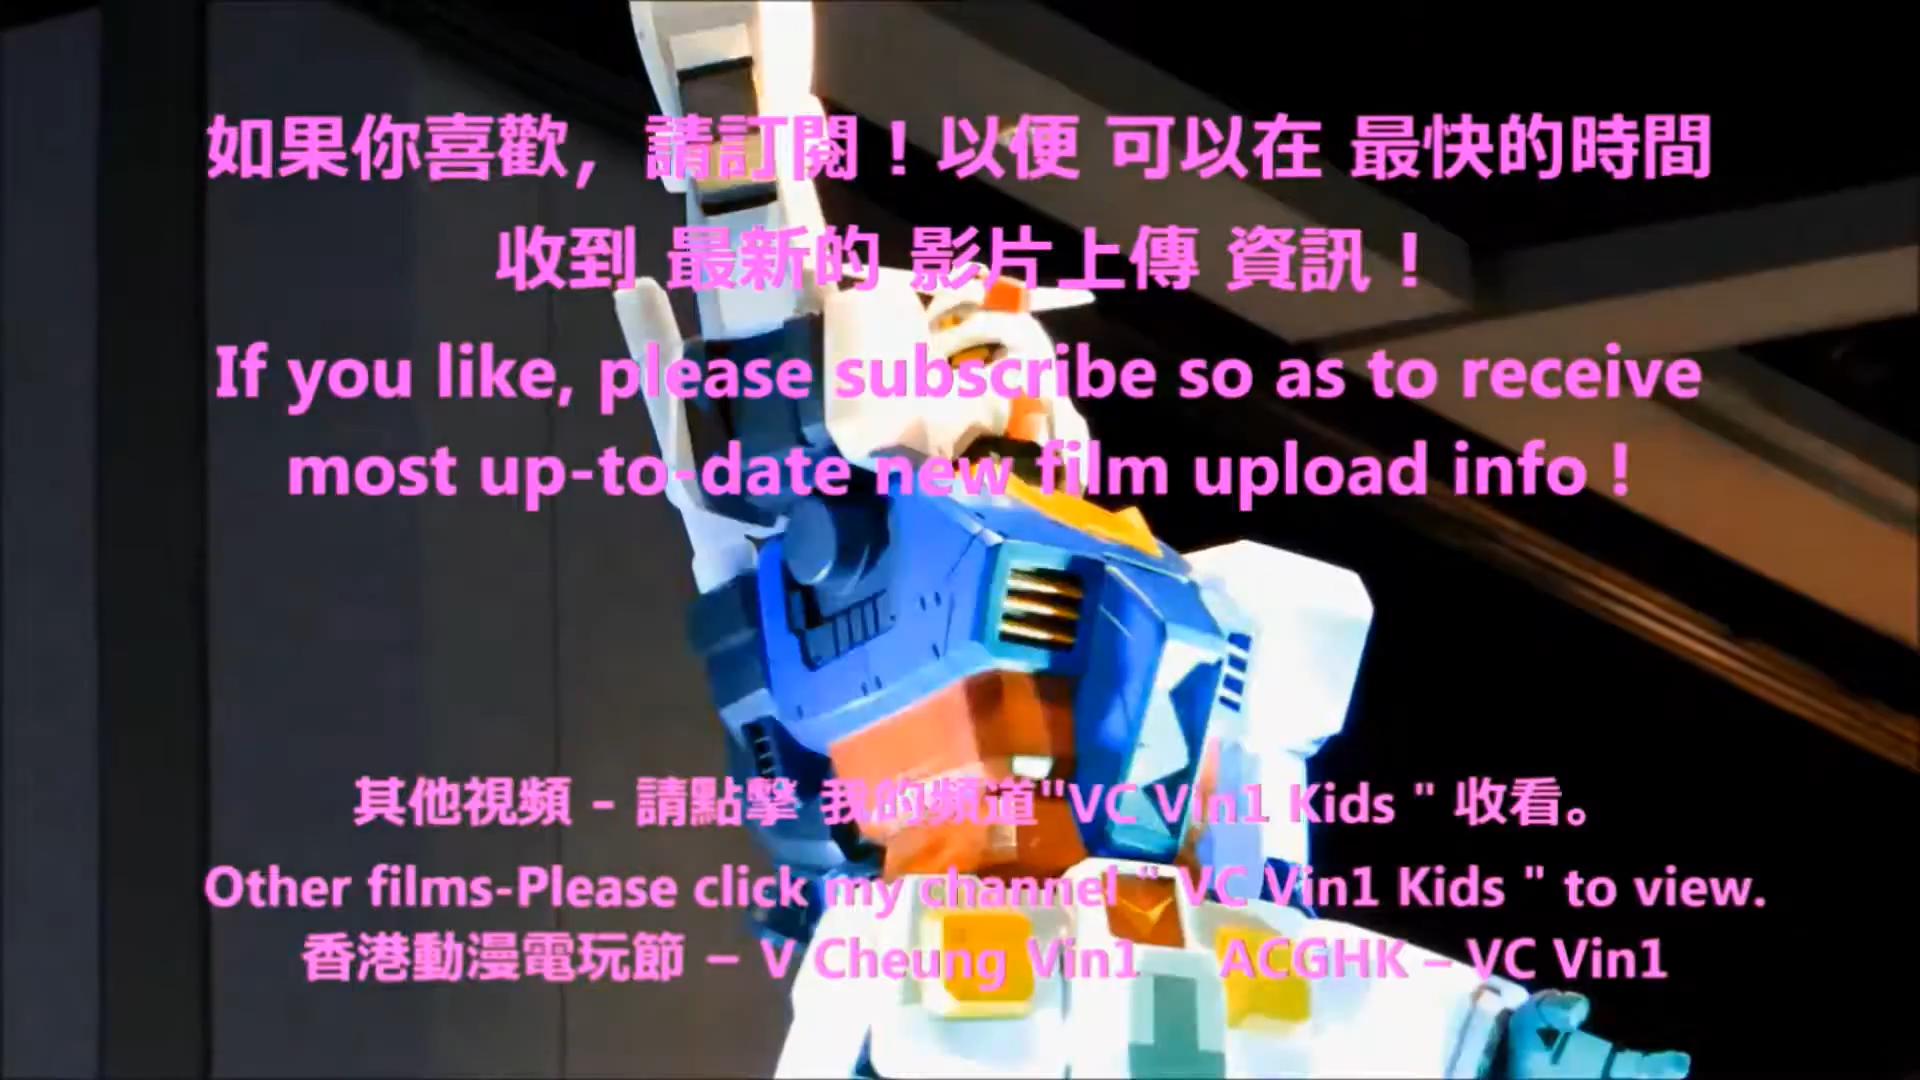 如果你喜歡，請訂閱！以便 可以在 最快的時間
收到 最新的 影片上傳 資訊！
If you like, please subscribe so as to receive
most up-to-date new film upload info !
其他視頻 - 請點擊 我的頻道"VC Vin1 Kids " 收看。
Other films-Please click my channel “ VC Vin1 Kids " to view.
香港動漫電玩節 – V Cheung Vin1 ACGHK – VC Vin1